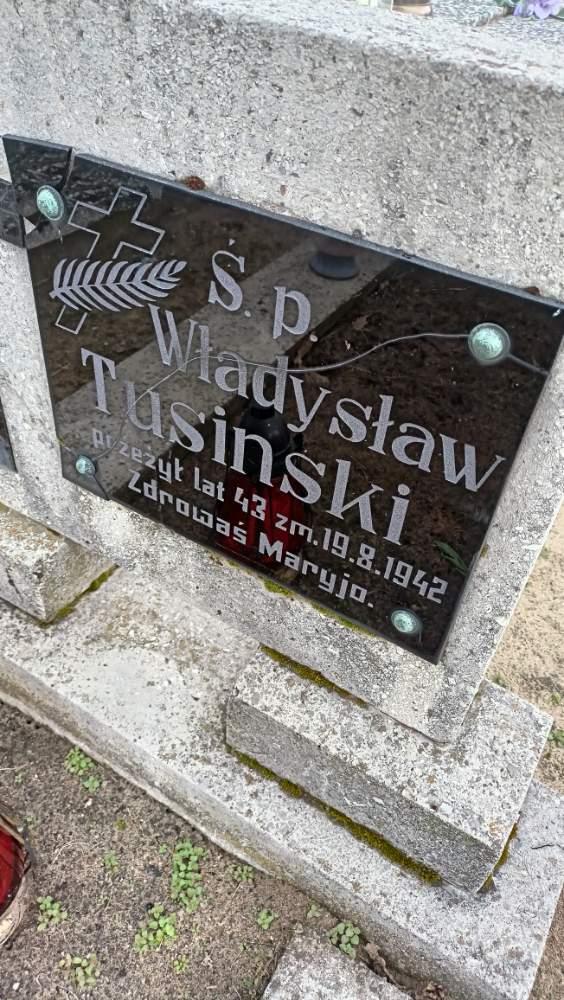 Ś. p.
Władysław
Tusinski
przeżył lat 43 zm. 19.8.1942
Zdrowaś Maryjo.